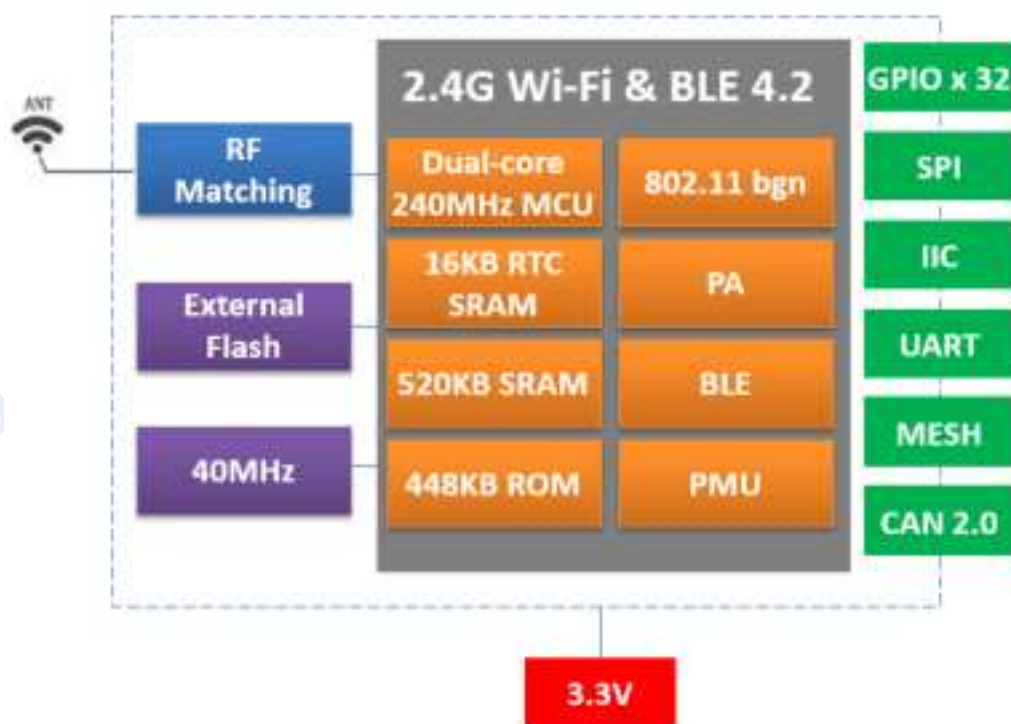 2.4G Wi-Fi & BLE 4.2
ANT
RF
Matching
External
Flash
40MHz
Dual-core
240MHz MCU
16KB RTC
SRAM
520KB SRAM
448KB ROM
802.11 bgn
PA
BLE
PMU
GPIO x 32
SPI
IIC
UART
MESH
CAN 2.0
3.3V